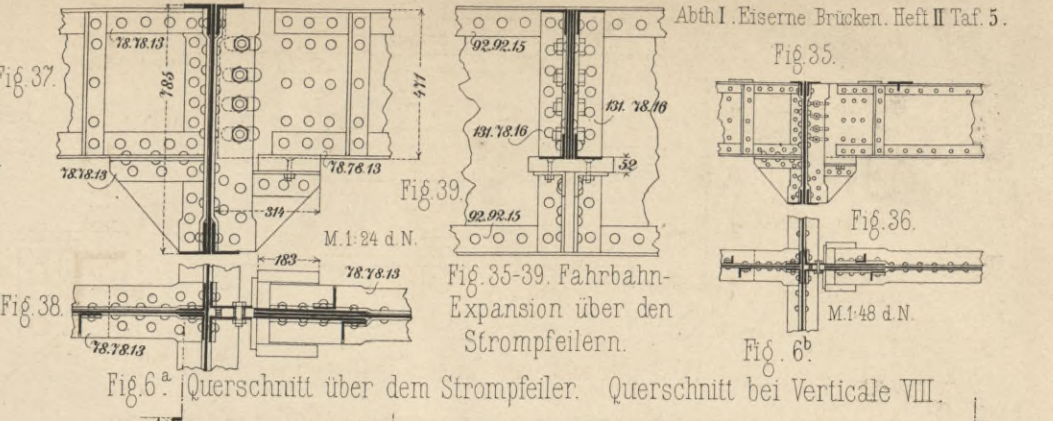 Abth I. Eiserne Brücken. Heft II Taf. 5.
Fig. 37.
78.78.13
785
471
78.78.13
78.78.13
314
M. 1:24 d. N.
92.92.15
131.78.16
131.78.16
52
Fig. 39.
92.92.15
Fig. 35.
Fig. 36.
M. 1:48 d. N.
Fig. 38.
183
78.78.13
78.78.13
Fig. 35-39. Fahrbahn-
Expansion über den
Strompfeilern.
Fig. 6ᵃ. Querschnitt über dem Strompfeiler.
Fig. 6ᵇ.
Querschnitt bei Verticale VIII.